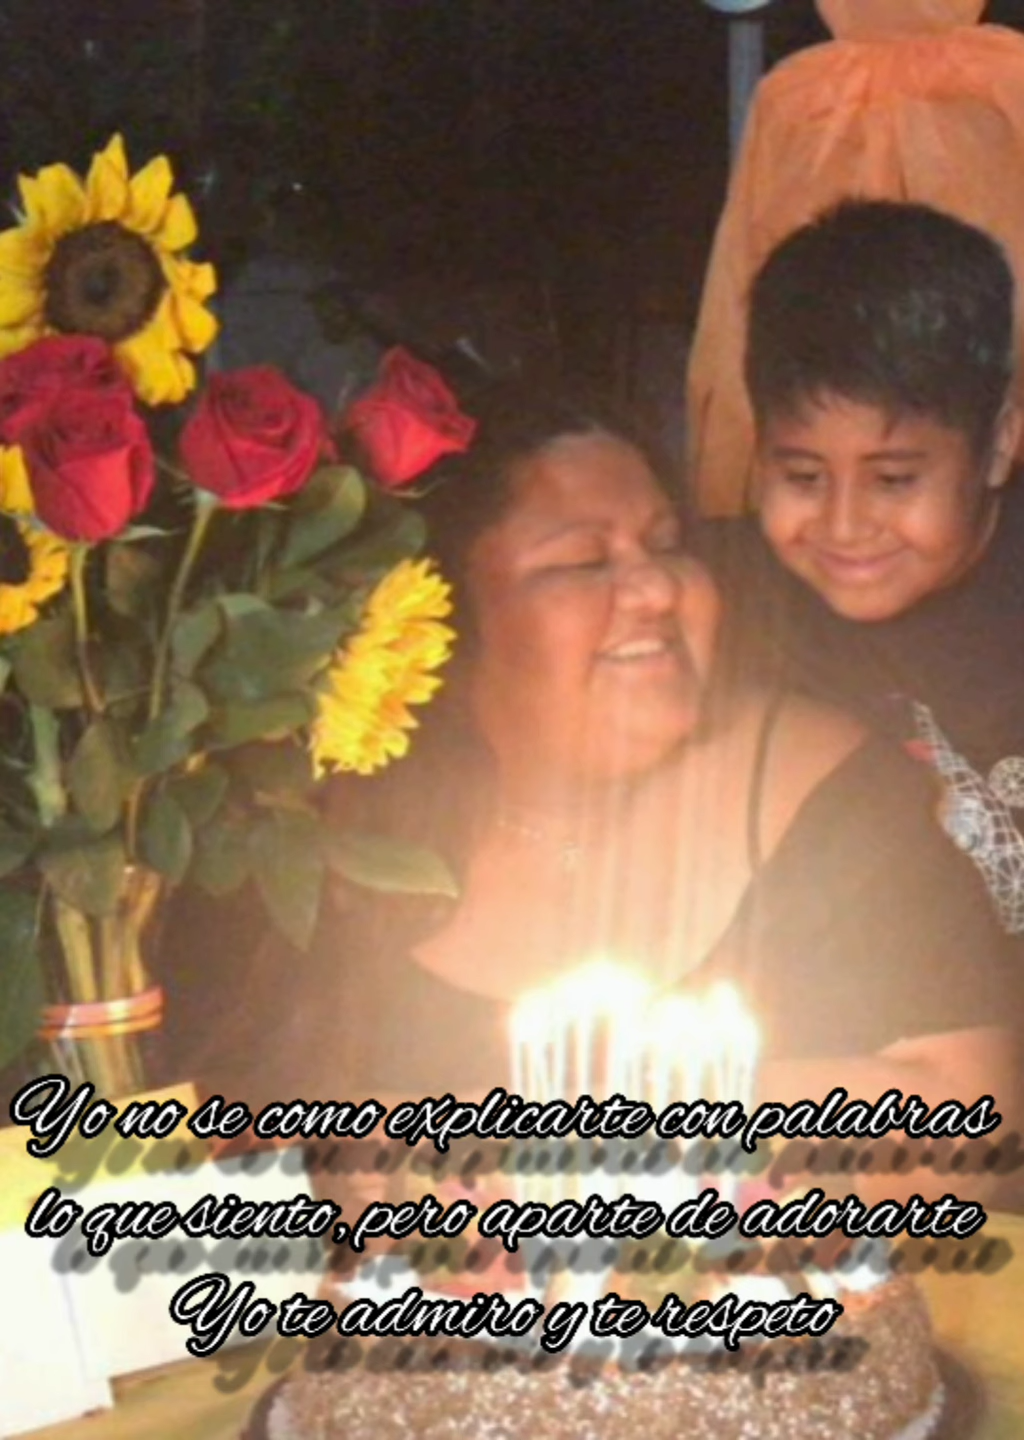 Yo no se como explicarte con palabras
lo que siento, pero aparte de adorarte
Yo te admiro y te respeto